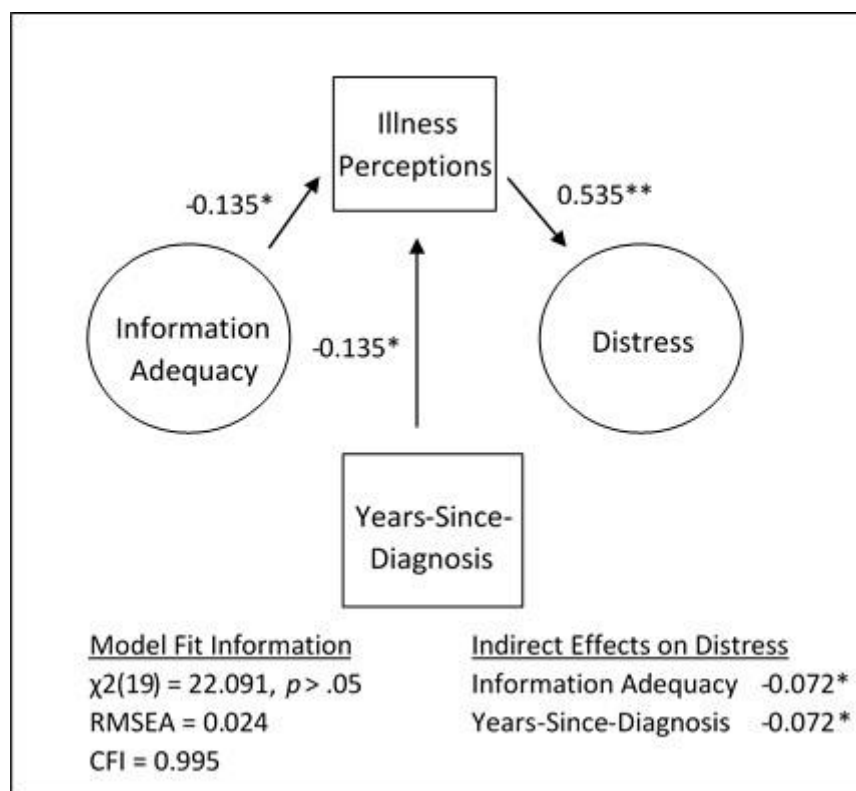 Illness
Perceptions
-0.135*
0.535**
Information
Adequacy
-0.135*
Distress
Years-Since-
Diagnosis
Model Fit Information
χ2(19) = 22.091, p > .05
RMSEA = 0.024
CFI = 0.995
Indirect Effects on Distress
Information Adequacy -0.072*
Years-Since-Diagnosis -0.072*